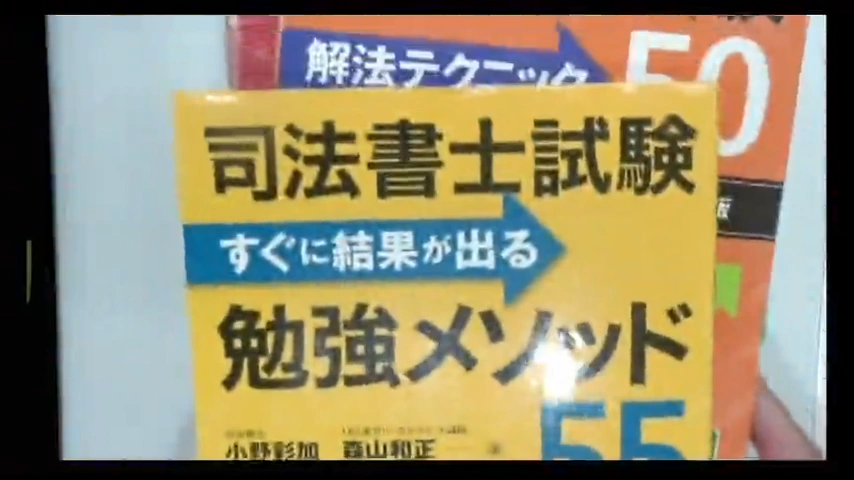 解法テクニック
50
司法書士試験
すぐに結果が出る
勉強メソッド
55
小野彩加 森山和正